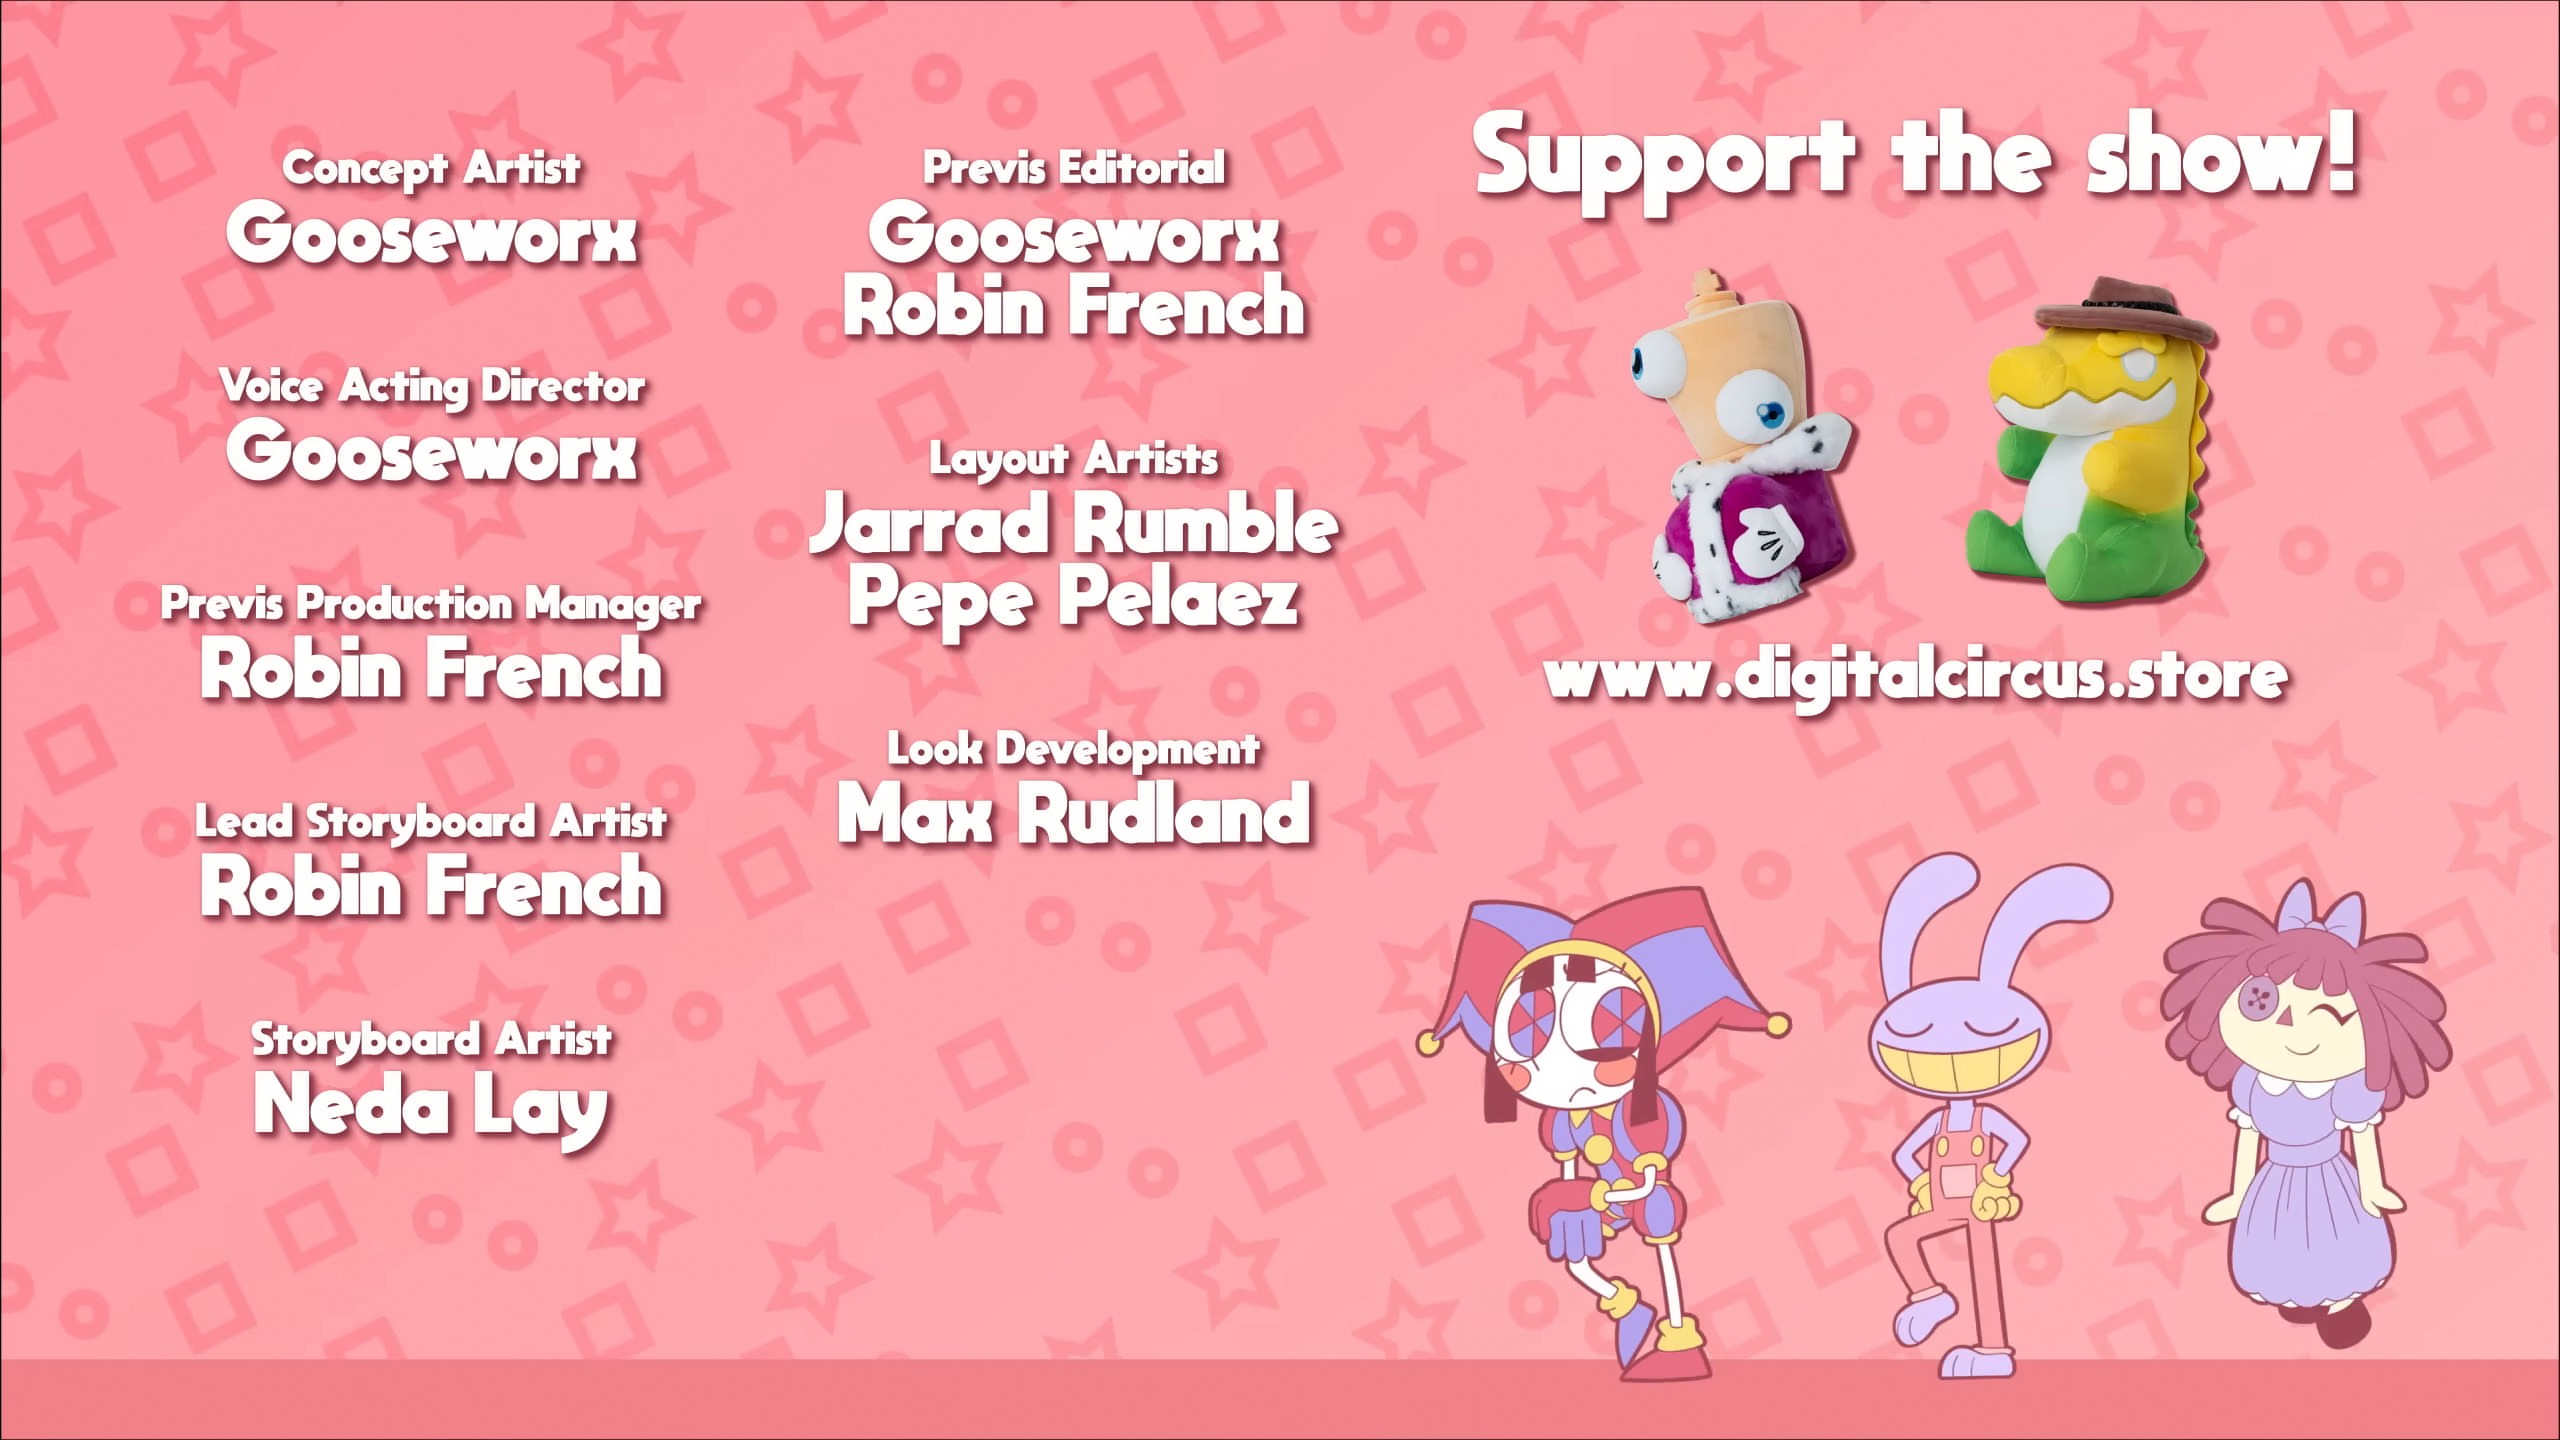 Concept Artist
Gooseworx
Voice Acting Director
Gooseworx
Previs Production Manager
Robin French
Lead Storyboard Artist
Robin French
Storyboard Artist
Neda Lay
Previs Editorial
Gooseworx
Robin French
Layout Artists
Jarrad Rumble
Pepe Pelaez
Look Development
Max Rudland
Support the show!
www.digitalcircus.store